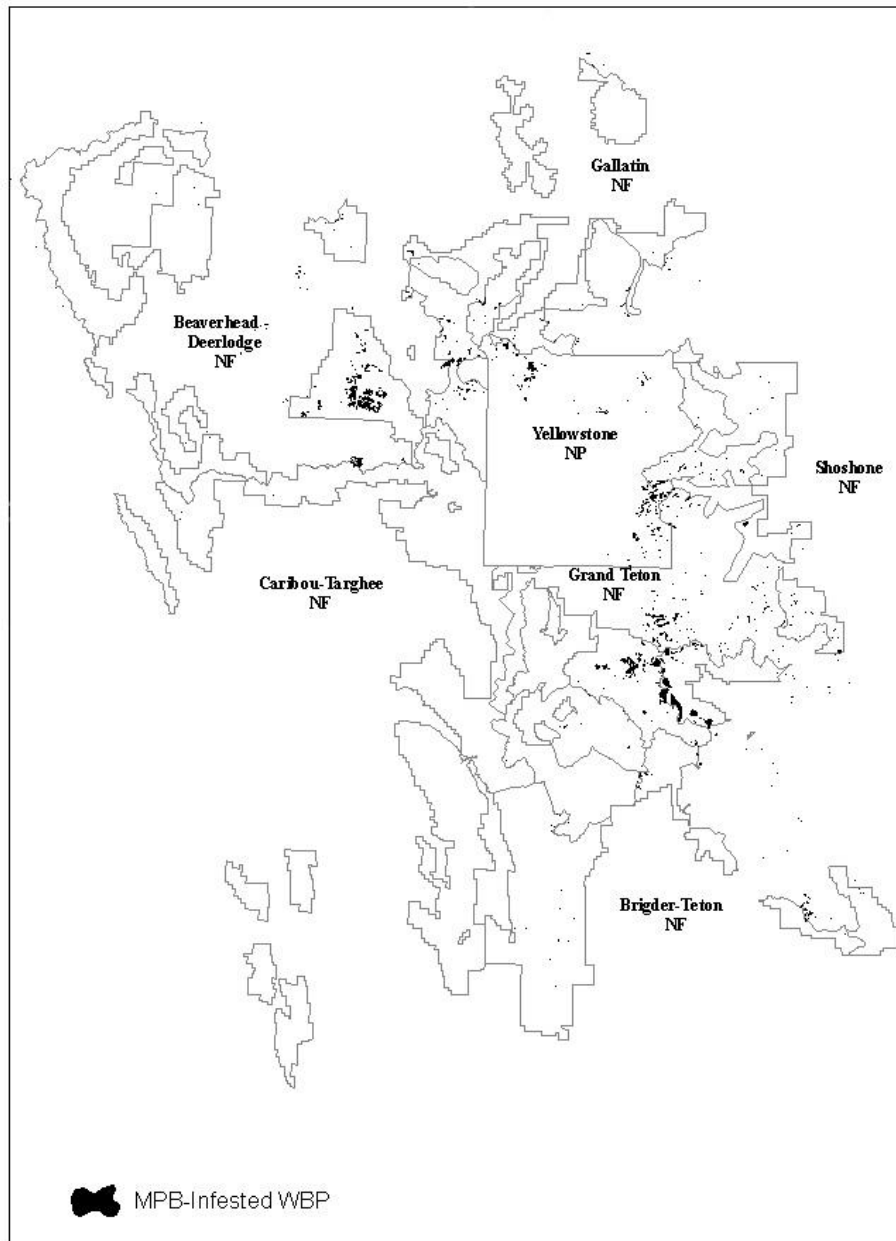 Gallatin
NF
Beaverhead -
Deerlodge
NF
Yellowstone
NP
Shoshone
NF
Caribou-Targhee
NF
Grand Teton
NF
Brigder-Teton
NF
MPB-Infested WBP